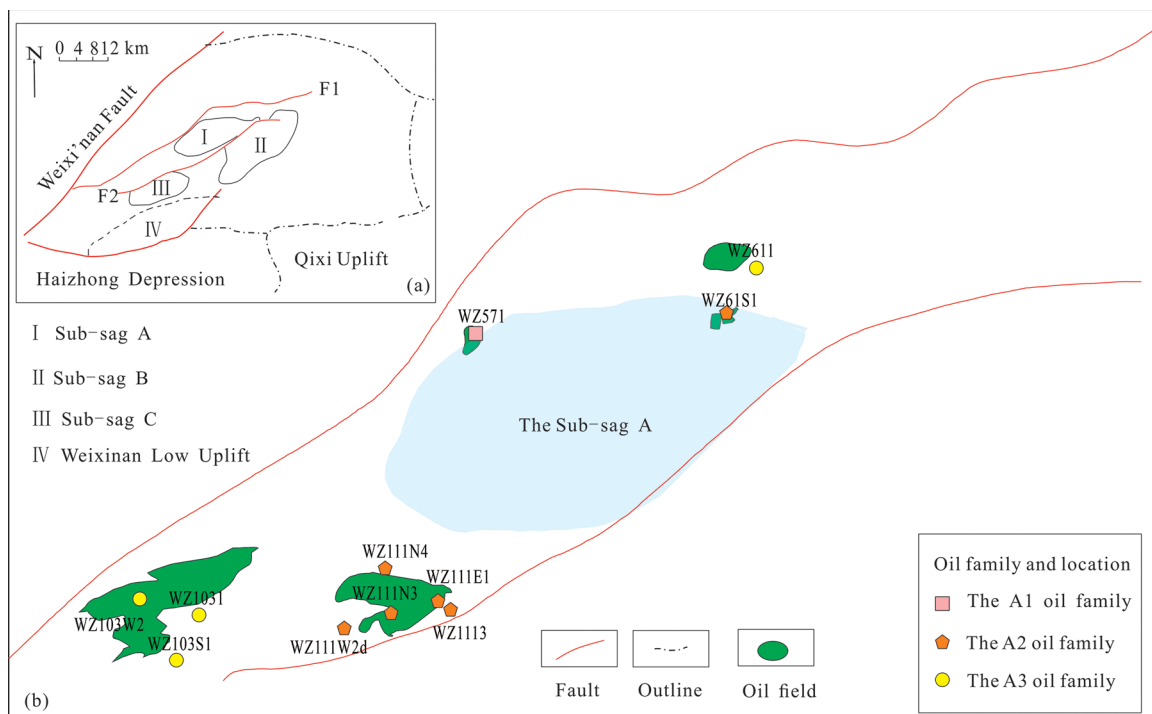 N
0 4 812 km
Weixi'nan Fault
F1
I
II
F2
III
IV
Qixi Uplift
Haizhong Depression
(a)
I Sub-sag A
II Sub-sag B
III Sub-sag C
IV Weixinan Low Uplift
WZ611
WZ61S1
WZ571
The Sub-sag A
WZ111N4
WZ111E1
WZ111N3
WZ1113
WZ111W2d
WZ1031
WZ103W2
WZ103S1
(b)
Fault
Outline
Oil field
Oil family and location
The A1 oil family
The A2 oil family
The A3 oil family